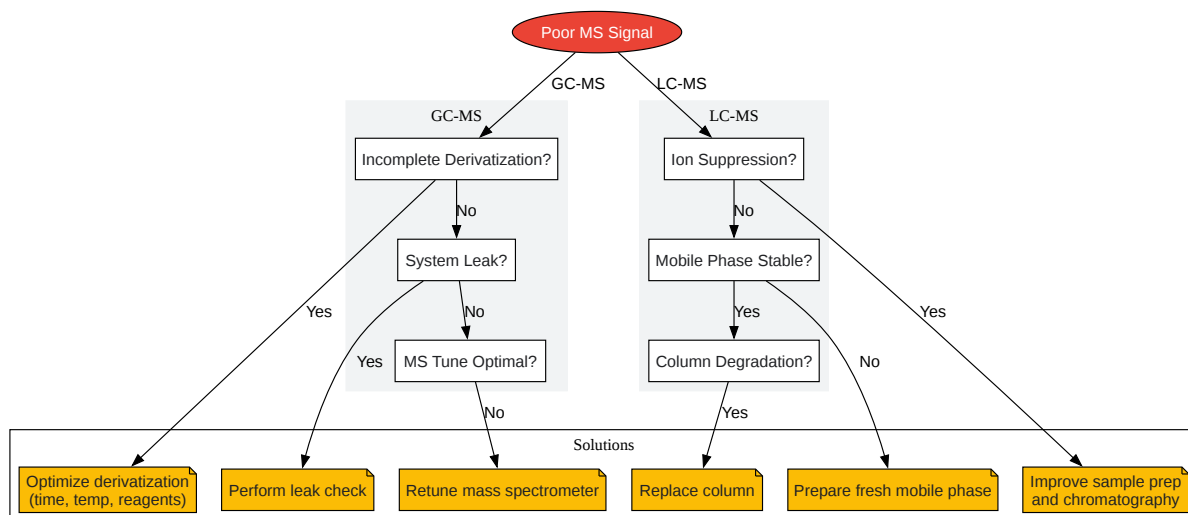 Poor MS Signal
GC-MS
LC-MS
GC-MS
LC-MS
Incomplete Derivatization?
Ion Suppression?
No
No
System Leak?
Mobile Phase Stable?
Yes
No
Yes
Yes
Yes
MS Tune Optimal?
Column Degradation?
No
No
Yes
Solutions
Optimize derivatization
(time, temp, reagents)
Perform leak check
Retune mass spectrometer
Replace column
Prepare fresh mobile phase
Improve sample prep
and chromatography